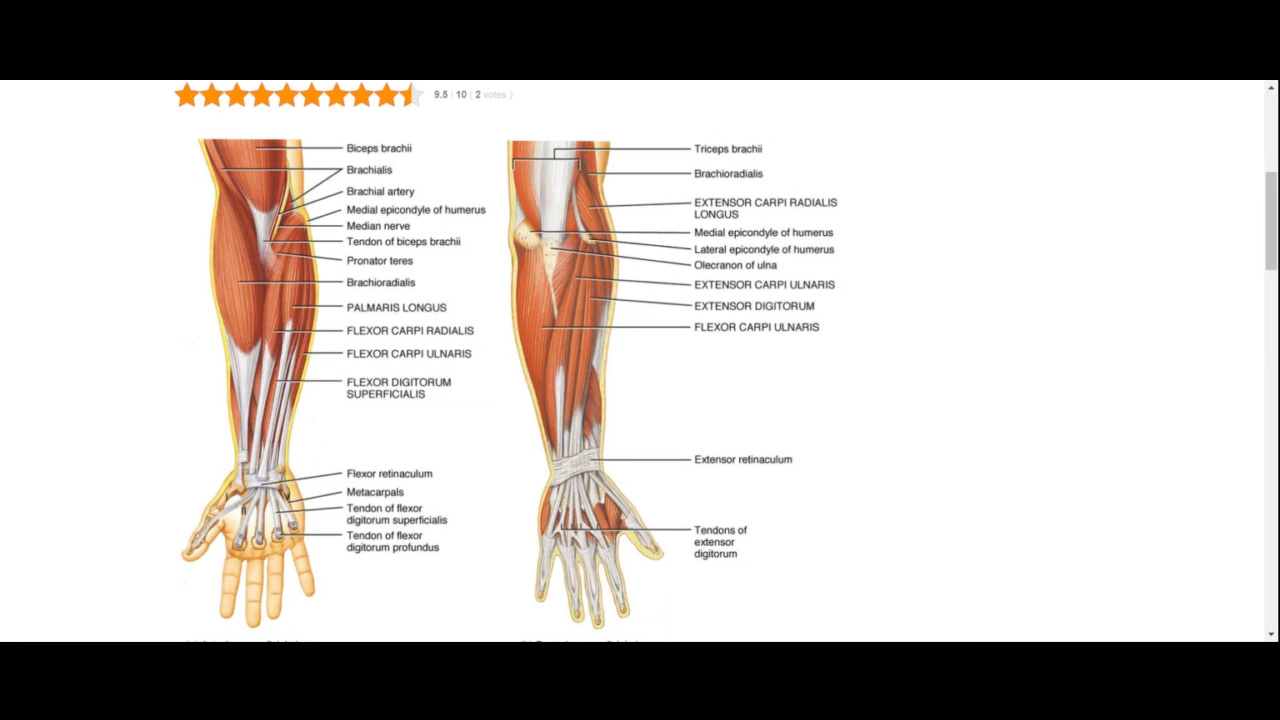 9.5 / 10 ( 2 votes )
Biceps brachii
Brachialis
Brachial artery
Medial epicondyle of humerus
Median nerve
Tendon of biceps brachii
Pronator teres
Brachioradialis
PALMARIS LONGUS
FLEXOR CARPI RADIALIS
FLEXOR CARPI ULNARIS
FLEXOR DIGITORUM
SUPERFICIALIS
Flexor retinaculum
Metacarpals
Tendon of flexor
digitorum superficialis
Tendon of flexor
digitorum profundus
Triceps brachii
Brachioradialis
EXTENSOR CARPI RADIALIS
LONGUS
Medial epicondyle of humerus
Lateral epicondyle of humerus
Olecranon of ulna
EXTENSOR CARPI ULNARIS
EXTENSOR DIGITORUM
FLEXOR CARPI ULNARIS
Extensor retinaculum
Tendons of
extensor
digitorum